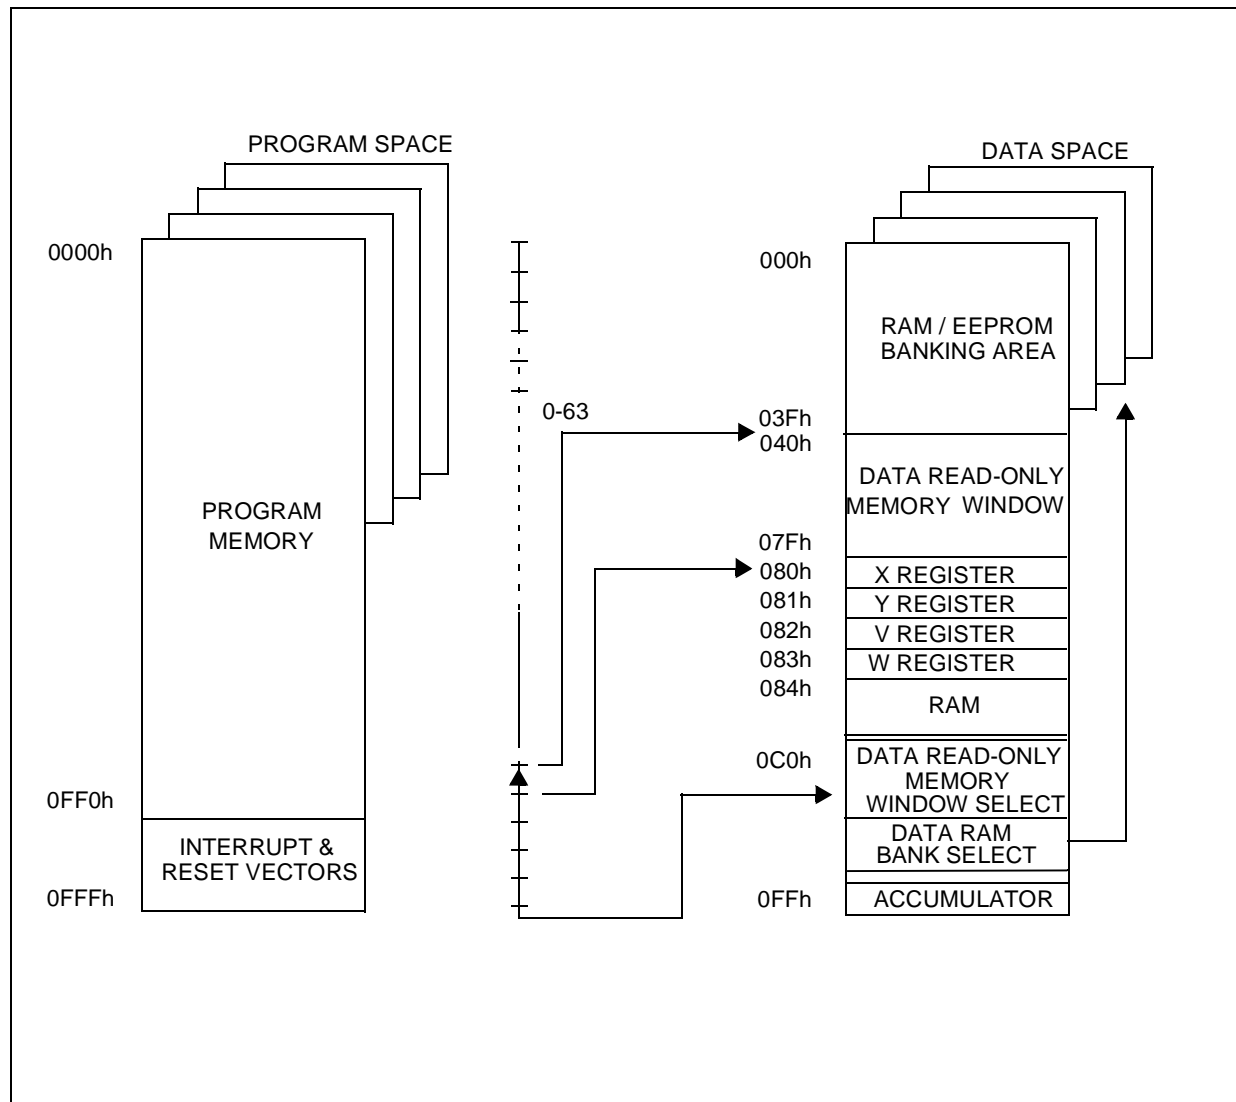 PROGRAM SPACE
0000h
PROGRAM
MEMORY
0FF0h
INTERRUPT &
RESET VECTORS
0FFFh
0-63
DATA SPACE
000h
RAM / EEPROM
BANKING AREA
03Fh
040h
DATA READ-ONLY
MEMORY WINDOW
07Fh
080h
X REGISTER
081h
Y REGISTER
082h
V REGISTER
083h
W REGISTER
084h
RAM
0C0h
DATA READ-ONLY
MEMORY
WINDOW SELECT
DATA RAM
BANK SELECT
0FFh
ACCUMULATOR